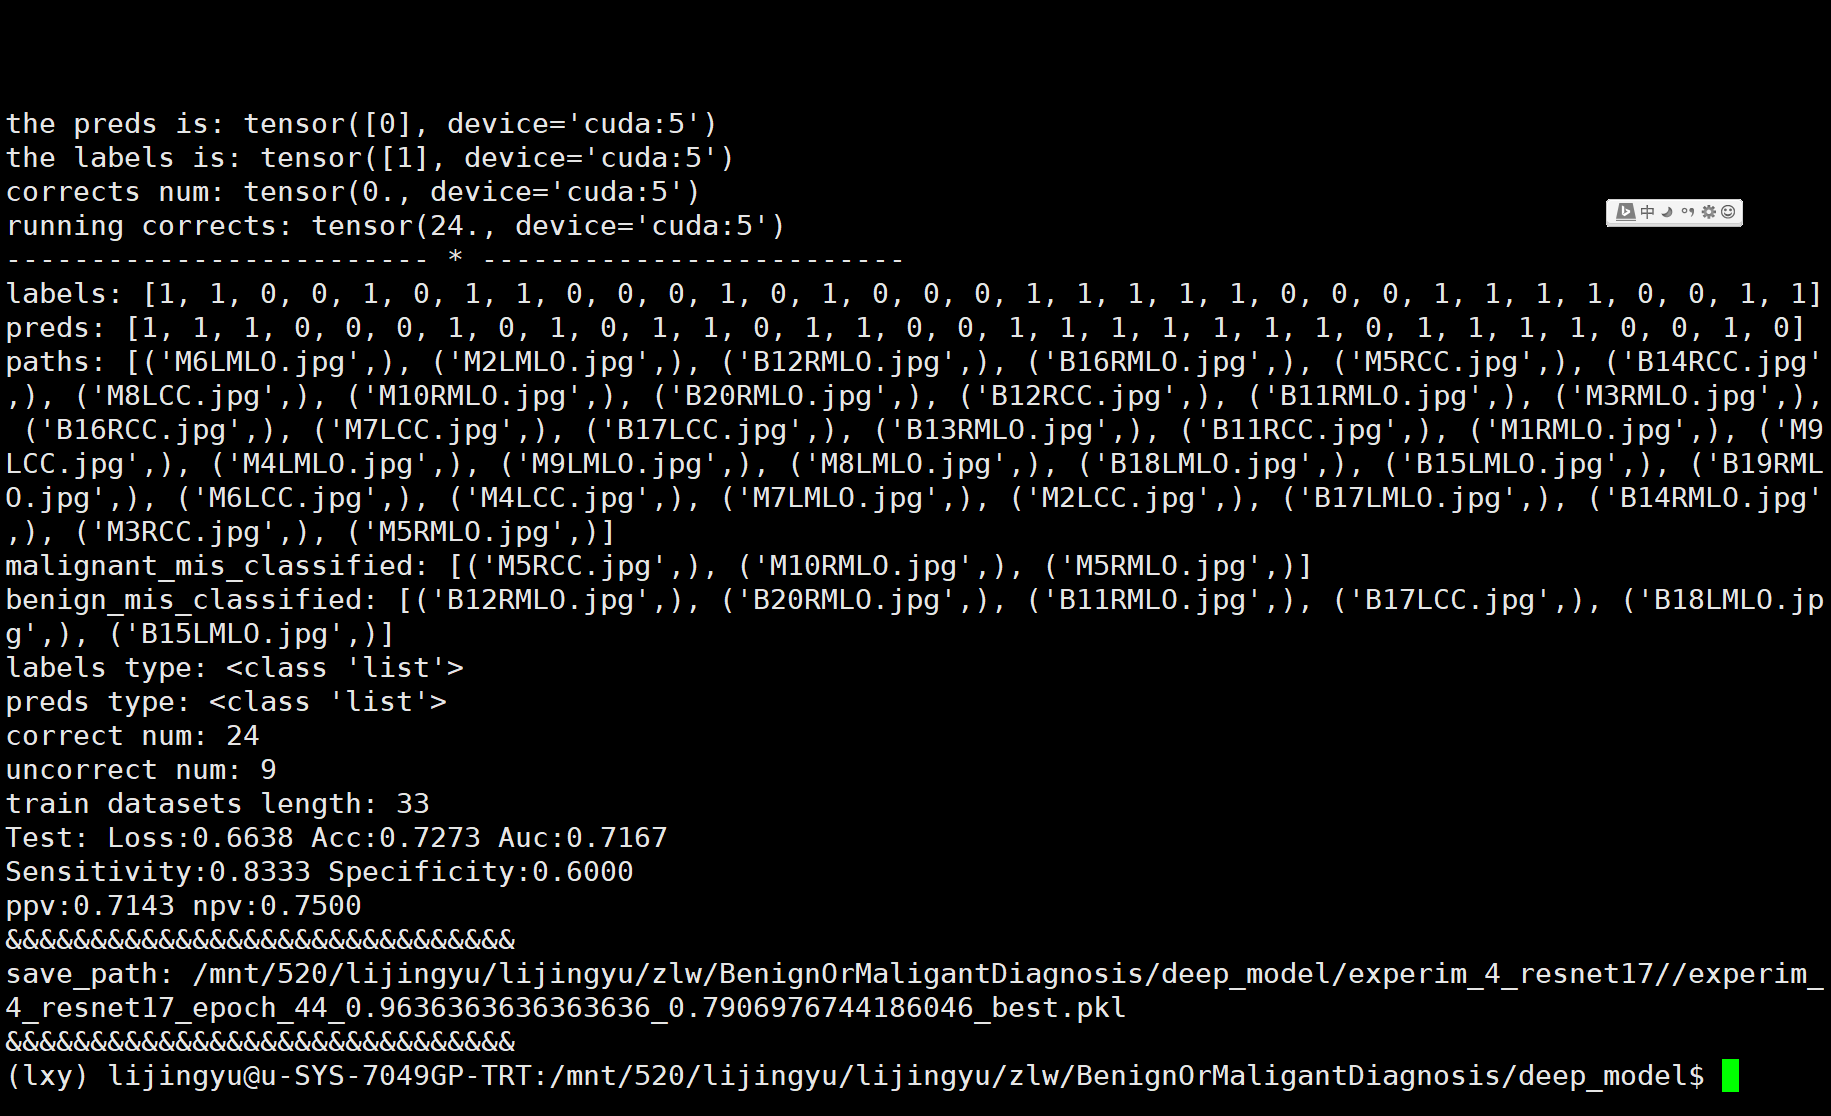 the preds is: tensor([0], device='cuda:5')
the labels is: tensor([1], device='cuda:5')
corrects num: tensor(0., device='cuda:5')
running corrects: tensor(24., device='cuda:5')
中
------------------------- * -------------------------
labels: [1, 1, 0, 0, 1, 0, 1, 1, 0, 0, 0, 1, 0, 1, 0, 0, 0, 1, 1, 1, 1, 1, 0, 0, 0, 1, 1, 1, 1, 0, 0, 1, 1]
preds: [1, 1, 1, 0, 0, 0, 1, 0, 1, 0, 1, 1, 0, 1, 1, 0, 0, 1, 1, 1, 1, 1, 1, 1, 0, 1, 1, 1, 1, 0, 0, 1, 0]
paths: [('M6LMLO.jpg',), ('M2LMLO.jpg',), ('B12RMLO.jpg',), ('B16RMLO.jpg',), ('M5RCC.jpg',), ('B14RCC.jpg'
,), ('M8LCC.jpg',), ('M10RMLO.jpg',), ('B20RMLO.jpg',), ('B12RCC.jpg',), ('B11RMLO.jpg',), ('M3RMLO.jpg',),
 ('B16RCC.jpg',), ('M7LCC.jpg',), ('B17LCC.jpg',), ('B13RMLO.jpg',), ('B11RCC.jpg',), ('M1RMLO.jpg',), ('M9
LCC.jpg',), ('M4LMLO.jpg',), ('M9LMLO.jpg',), ('M8LMLO.jpg',), ('B18LMLO.jpg',), ('B15LMLO.jpg',), ('B19RML
O.jpg',), ('M6LCC.jpg',), ('M4LCC.jpg',), ('M7LMLO.jpg',), ('M2LCC.jpg',), ('B17LMLO.jpg',), ('B14RMLO.jpg'
,), ('M3RCC.jpg',), ('M5RMLO.jpg',)]
malignant_mis_classified: [('M5RCC.jpg',), ('M10RMLO.jpg',), ('M5RMLO.jpg',)]
benign_mis_classified: [('B12RMLO.jpg',), ('B20RMLO.jpg',), ('B11RMLO.jpg',), ('B17LCC.jpg',), ('B18LMLO.jp
g',), ('B15LMLO.jpg',)]
labels type: <class 'list'>
preds type: <class 'list'>
correct num: 24
uncorrect num: 9
train datasets length: 33
Test: Loss:0.6638 Acc:0.7273 Auc:0.7167
Sensitivity:0.8333 Specificity:0.6000
ppv:0.7143 npv:0.7500
&&&&&&&&&&&&&&&&&&&&&&&&&&&&&&
save_path: /mnt/520/lijingyu/lijingyu/zlw/BenignOrMaligantDiagnosis/deep_model/experim_4_resnet17//experim_
4_resnet17_epoch_44_0.9636363636363636_0.7906976744186046_best.pkl
&&&&&&&&&&&&&&&&&&&&&&&&&&&&&&
(lxy) lijingyu@u-SYS-7049GP-TRT:/mnt/520/lijingyu/lijingyu/zlw/BenignOrMaligantDiagnosis/deep_model$